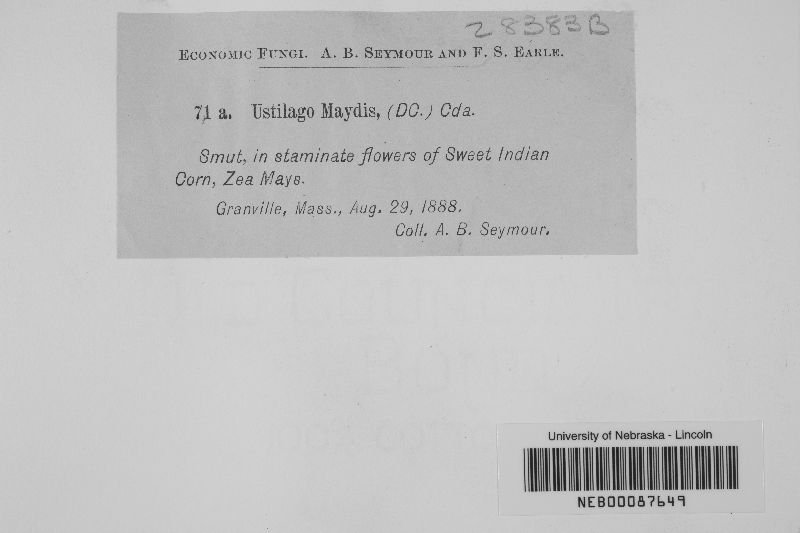 28383B
Economic Fungi. A. B. Seymour and F. S. Earle.
71 a. Ustilago Maydis, (DC.) Cda.
Smut, in staminate flowers of Sweet Indian
Corn, Zea Mays.
Granville, Mass., Aug. 29, 1888.
Coll. A. B. Seymour.
University of Nebraska - Lincoln
NEB00087649